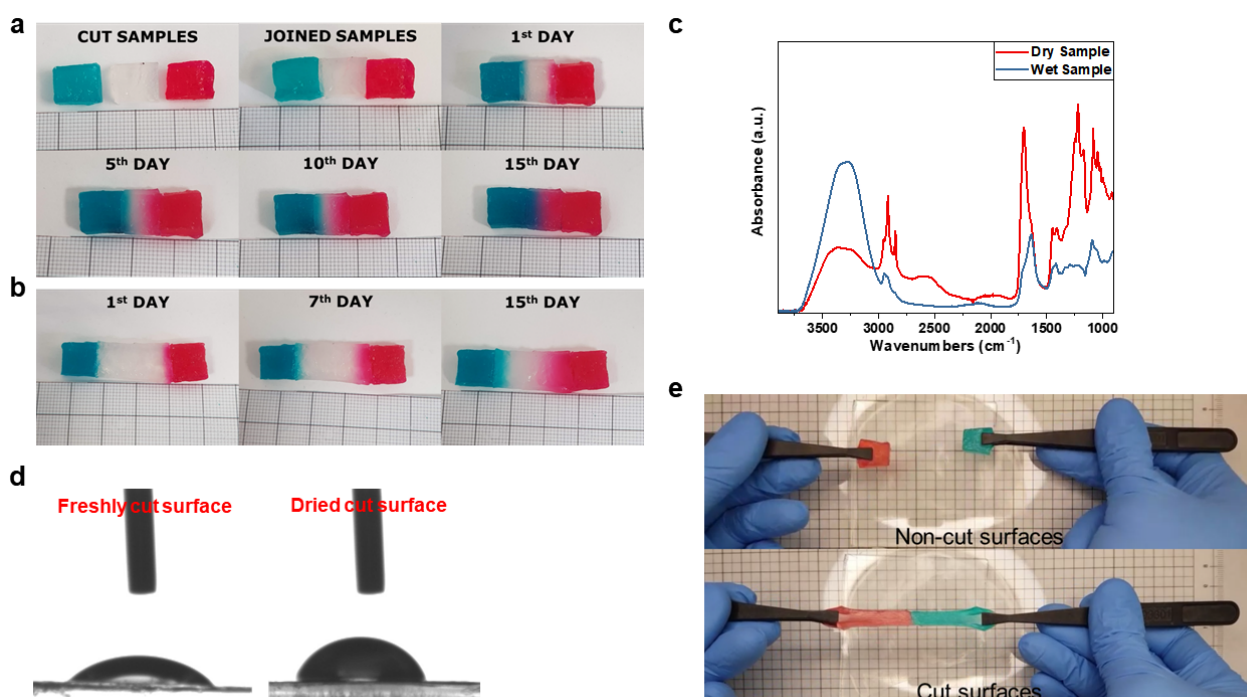 a
CUT SAMPLES
JOINED SAMPLES
1st DAY
5th DAY
10th DAY
15th DAY
b
1st DAY
7th DAY
15th DAY
c
Dry Sample
Wet Sample
Absorbance (a.u.)
3500 3000 2500 2000 1500 1000
Wavenumbers (cm-1)
d
Freshly cut surface
Dried cut surface
e
Non-cut surfaces
Cut surfaces